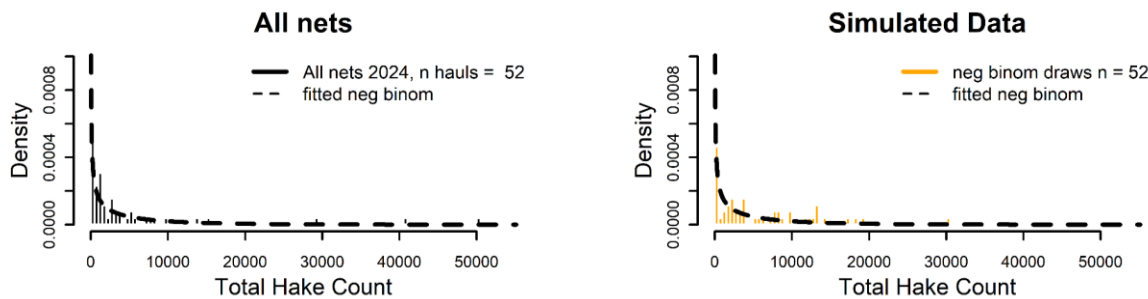 All nets
Density
0.0000
0.0004
0.0008
All nets 2024, n hauls =  52
fitted neg binom
0
10000
20000
30000
40000
50000
Total Hake Count
Simulated Data
Density
0.0000
0.0004
0.0008
neg binom draws n = 52
fitted neg binom
0
10000
20000
30000
40000
50000
Total Hake Count